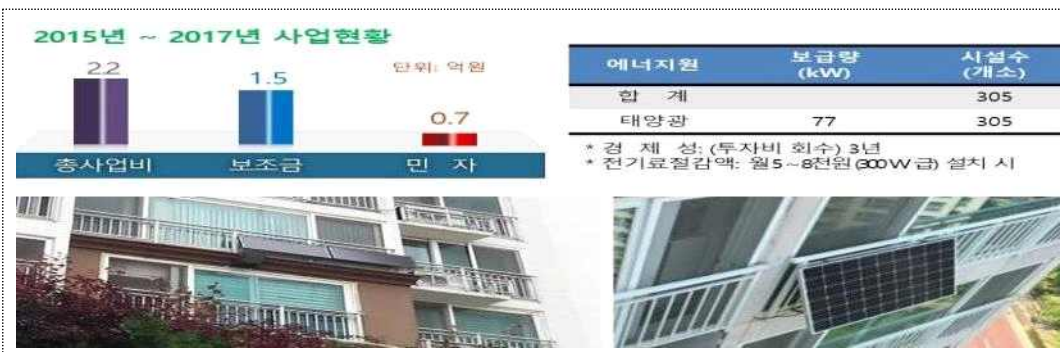 2015년 ~ 2017년 사업현황
단위: 억원
2.2
1.5
0.7
총사업비 보조금 민 자
에너지원 보급량 (kW) 시설수 (개소)
합 계 305
태양광 77 305
* 경 제 성: (투자비 회수) 3년
* 전기료절감액: 월5~8천원(300W급) 설치 시